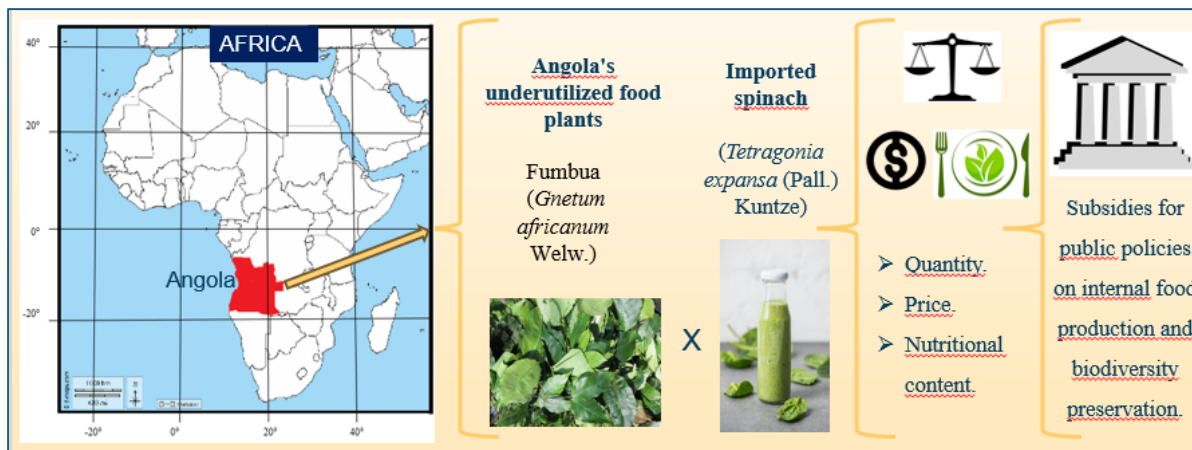 AFRICA
40°
20°
0°
-20°
Angola
-20°
0°
20°
40°
60°
Angola's
underutilized food
plants
Fumbua
(Gnetum
africanum
Welw.)
X
Imported
spinach
(Tetragonia
expansa (Pall.)
Kuntze)
➢ Quantity.
➢ Price.
➢ Nutritional
content.
$
Subsidies for
public policies
on internal food
production and
biodiversity
preservation.